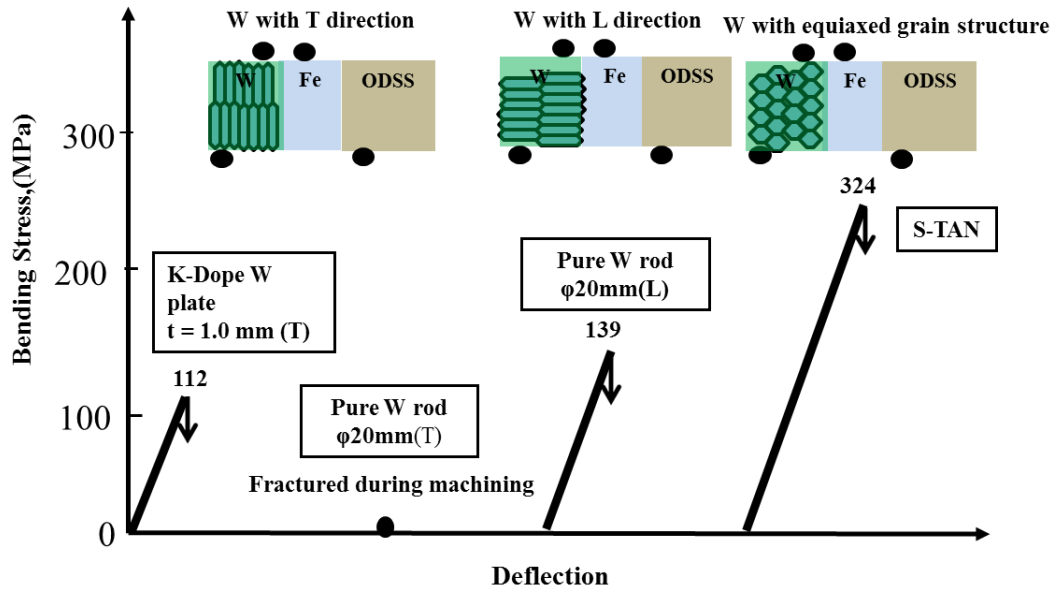 W with T direction
W with L direction
W with equiaxed grain structure
W
Fe
ODSS
W
Fe
ODSS
W
Fe
ODSS
Bending Stress,(MPa)
300
200
100
0
K-Dope W
plate
t = 1.0 mm (T)
112
Pure W rod
φ20mm(T)
Fractured during machining
Pure W rod
φ20mm(L)
139
324
S-TAN
Deflection